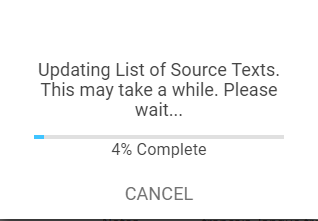 Updating List of Source Texts.
This may take a while. Please
wait...
4% Complete
CANCEL